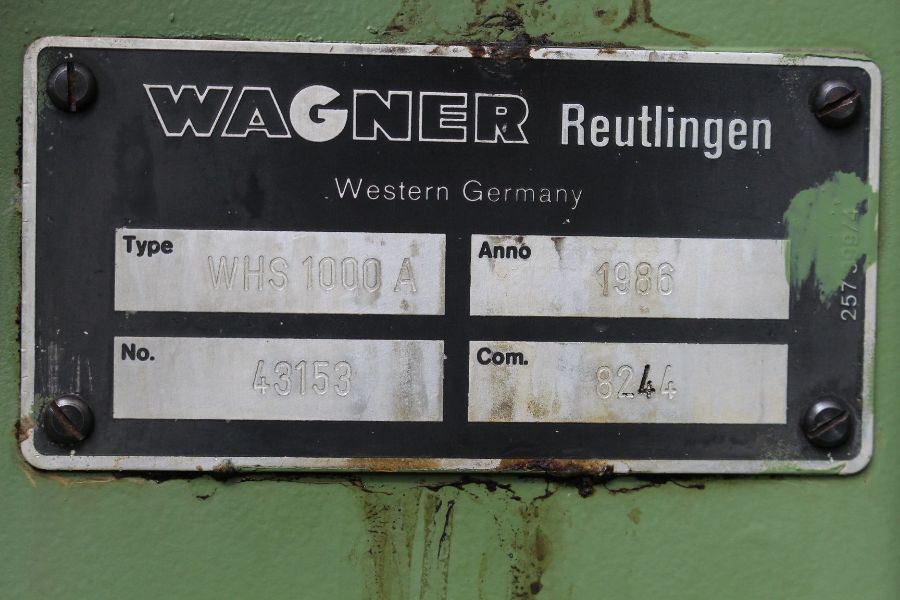 WAGNER Reutlingen
Western Germany
Type WHS 1000 A
Anno 1986
No. 43153
Com. 8244